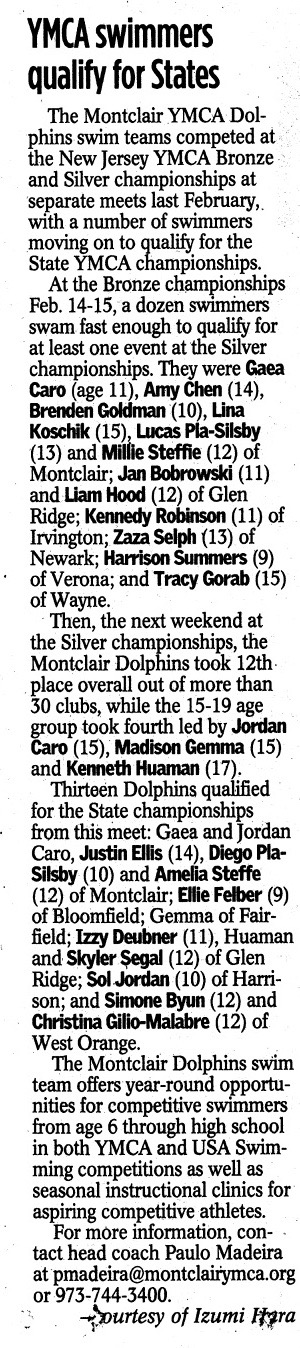 YMCA swimmers
qualify for States
The Montclair YMCA Dol-
phins swim teams competed at
the New Jersey YMCA Bronze
and Silver championships at
separate meets last February,
with a number of swimmers
moving on to qualify for the
State YMCA championships.
At the Bronze championships
Feb. 14-15, a dozen swimmers
swam fast enough to qualify for
at least one event at the Silver
championships. They were Gaea
Caro (age 11), Amy Chen (14),
Brenden Goldman (10), Lina
Koschik (15), Lucas Pla-Silsby
(13) and Millie Steffie (12) of
Montclair; Jan Bobrowski (11)
and Liam Hood (12) of Glen
Ridge; Kennedy Robinson (11) of
Irvington; Zaza Selph (13) of
Newark; Harrison Summers (9)
of Verona; and Tracy Gorab (15)
of Wayne.
Then, the next weekend at
the Silver championships, the
Montclair Dolphins took 12th
place overall out of more than
30 clubs, while the 15-19 age
group took fourth led by Jordan
Caro (15), Madison Gemma (15)
and Kenneth Huaman (17).
Thirteen Dolphins qualified
for the State championships
from this meet: Gaea and Jordan
Caro, Justin Ellis (14), Diego Pla-
Silsby (10) and Amelia Steffe
(12) of Montclair; Ellie Felber (9)
of Bloomfield; Gemma of Fair-
field; Izzy Deubner (11), Huaman
and Skyler Segal (12) of Glen
Ridge; Sol Jordan (10) of Harri-
son; and Simone Byun (12) and
Christina Gilio-Malabre (12) of
West Orange.
The Montclair Dolphins swim
team offers year-round opportu-
nities for competitive swimmers
from age 6 through high school
in both YMCA and USA Swim-
ming competitions as well as
seasonal instructional clinics for
aspiring competitive athletes.
For more information, con-
tact head coach Paulo Madeira
at pmadeira@montclairymca.org
or 973-744-3400.
of Izumi